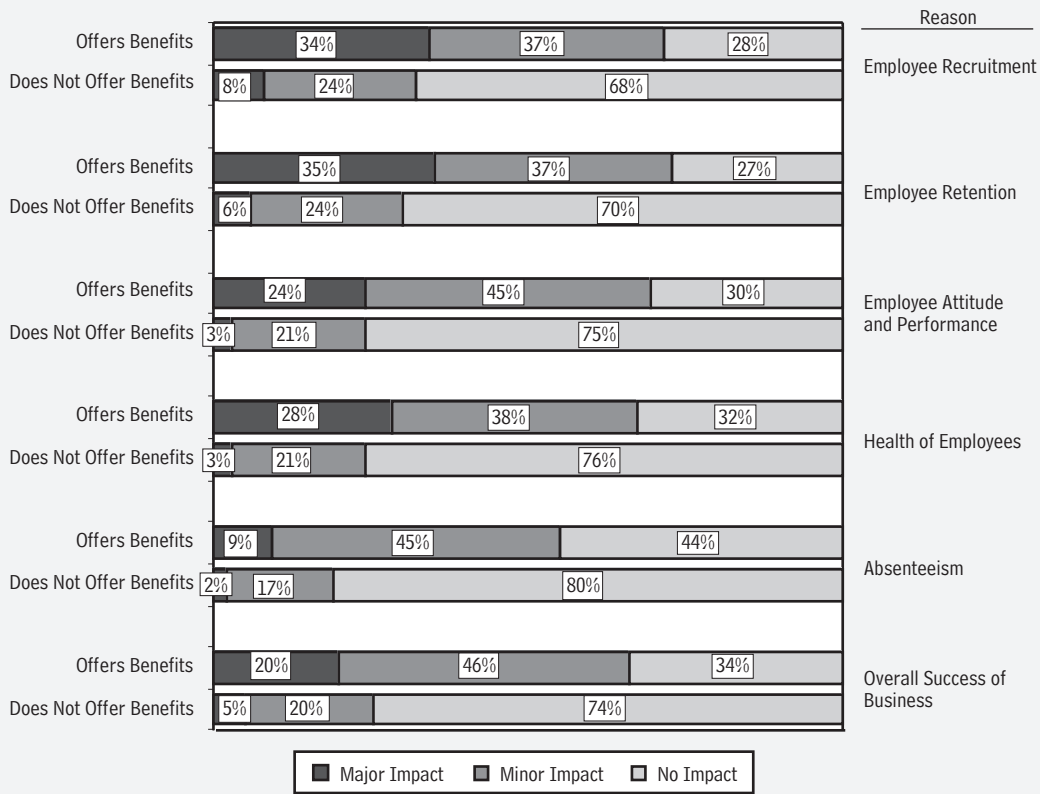 Reason
Offers Benefits 34% 37% 28%
Employee Recruitment
Does Not Offer Benefits 8% 24% 68%
Offers Benefits 35% 37% 27%
Employee Retention
Does Not Offer Benefits 6% 24% 70%
Offers Benefits 24% 45% 30%
Employee Attitude
and Performance
Does Not Offer Benefits 3% 21% 75%
Offers Benefits 28% 38% 32%
Health of Employees
Does Not Offer Benefits 3% 21% 76%
Offers Benefits 9% 45% 44%
Absenteeism
Does Not Offer Benefits 2% 17% 80%
Offers Benefits 20% 46% 34%
Overall Success of
Business
Does Not Offer Benefits 5% 20% 74%
Major Impact Minor Impact No Impact